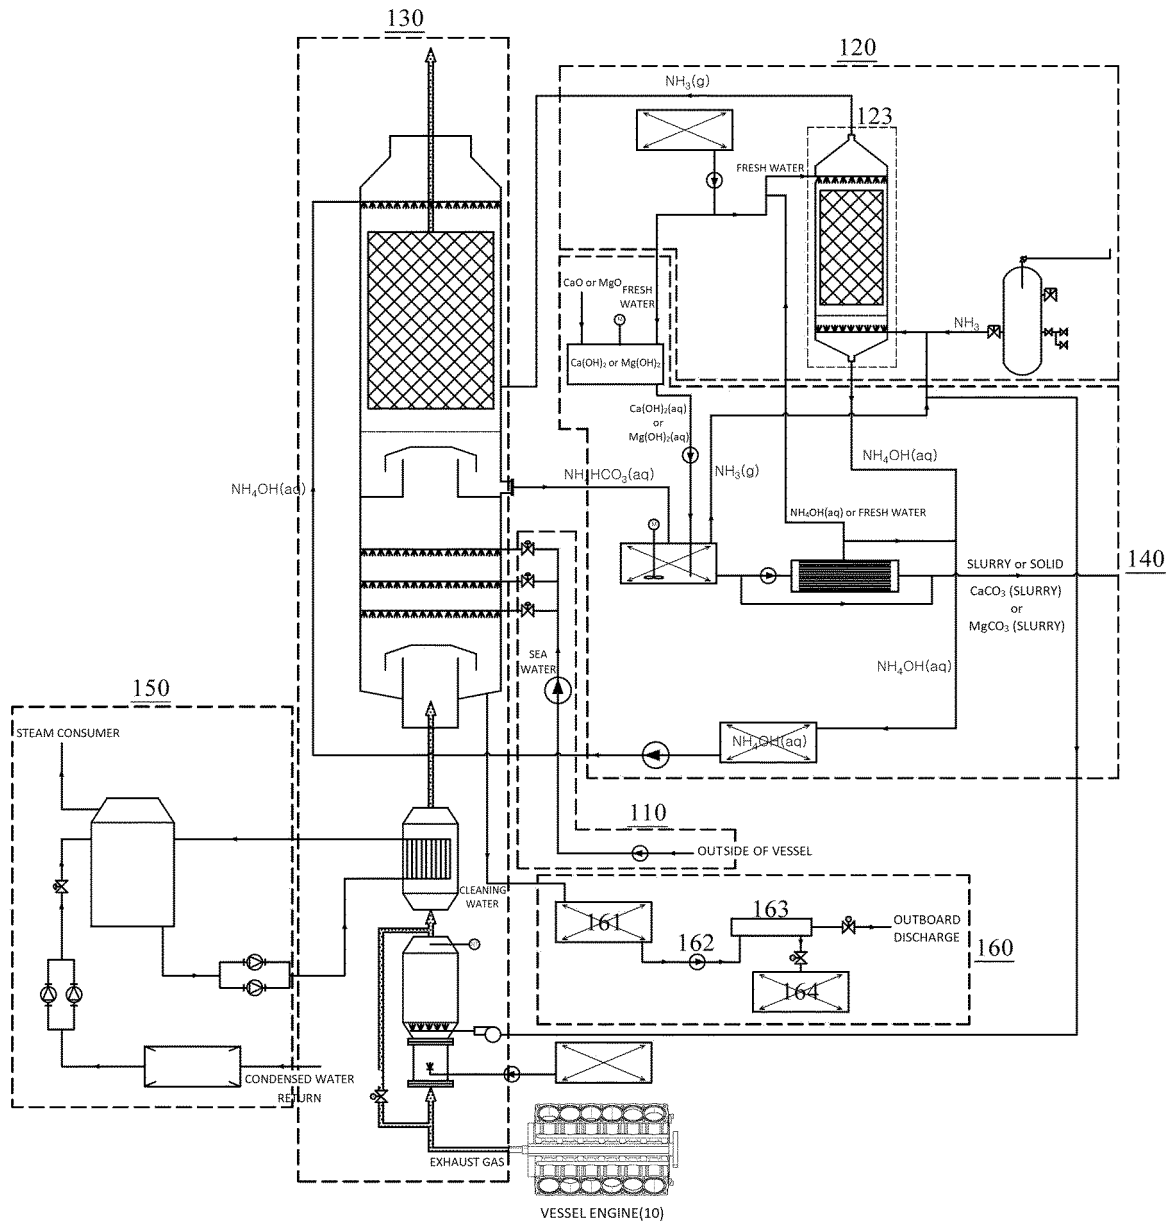 130
120
NH3(g)
123
FRESH WATER
CaO or MgO
FRESH
WATER
M
NH3
Ca(OH)2 or Mg(OH)2
Ca(OH)2(aq)
or
Mg(OH)2(aq)
NH4OH(aq)
NH3(g)
NH4HCO3(aq)
NH4OH(aq)
NH4OH(aq) or FRESH WATER
M
SLURRY or SOLID
140
CaCO3 (SLURRY)
or
MgCO3 (SLURRY)
SEA
WATER
NH4OH(aq)
150
STEAM CONSUMER
NH4OH(aq)
110
OUTSIDE OF VESSEL
CLEANING
WATER
161
162
163
OUTBOARD
DISCHARGE
160
164
CONDENSED WATER
RETURN
EXHAUST GAS
VESSEL ENGINE(10)